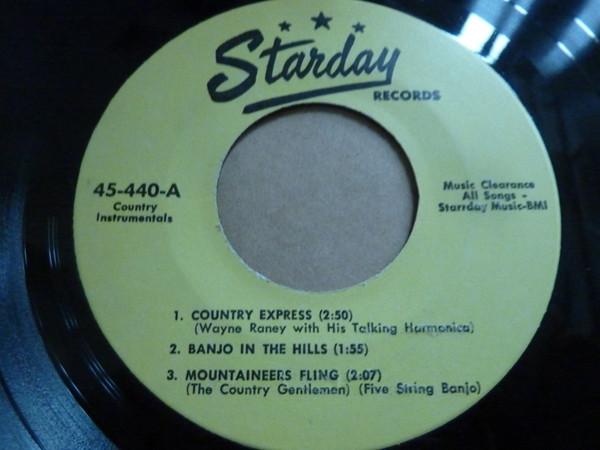 Starday
RECORDS
45-440-A
Country
Instrumentals
Music Clearance
All Songs -
Starrday Music-BMI
1. COUNTRY EXPRESS (2:50)
(Wayne Raney with His Talking Harmonica)
2. BANJO IN THE HILLS (1:55)
3. MOUNTAINEERS FLING (2:07)
(The Country Gentlemen) (Five String Banjo)